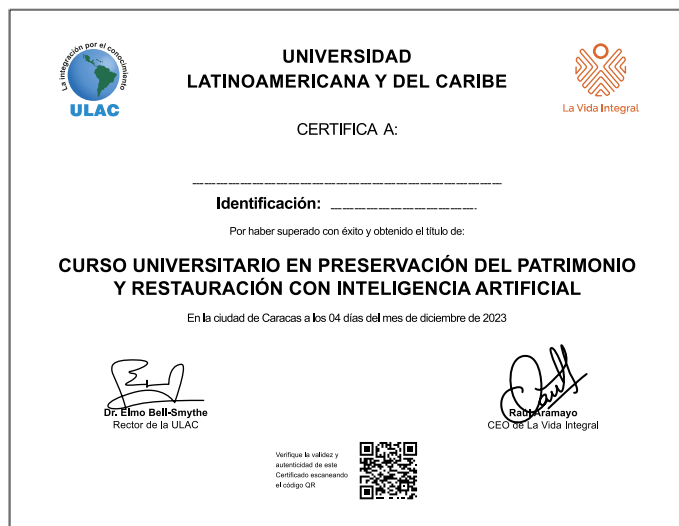 La integración por el conocimiento
ULAC
UNIVERSIDAD
LATINOAMERICANA Y DEL CARIBE
La Vida Integral
CERTIFICA A:
Identificación:
Por haber superado con éxito y obtenido el título de:
CURSO UNIVERSITARIO EN PRESERVACIÓN DEL PATRIMONIO
Y RESTAURACIÓN CON INTELIGENCIA ARTIFICIAL
En la ciudad de Caracas a los 04 días del mes de diciembre de 2023
Dr. Elmo Bell-Smythe
Rector de la ULAC
Raúl Aramayo
CEO de La Vida Integral
Verifique la validez y
autenticidad de este
Certificado escaneando
el código QR